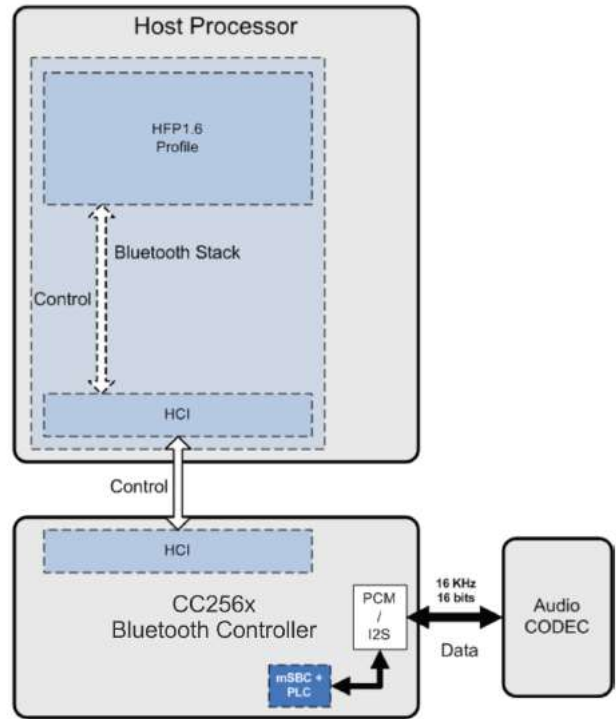 Host Processor
HFP1.6
Profile
Bluetooth Stack
Control
HCI
Control
HCI
CC256x
Bluetooth Controller
PCM
/
I2S
16 KHz
16 bits
Data
Audio
CODEC
mSBC +
PLC